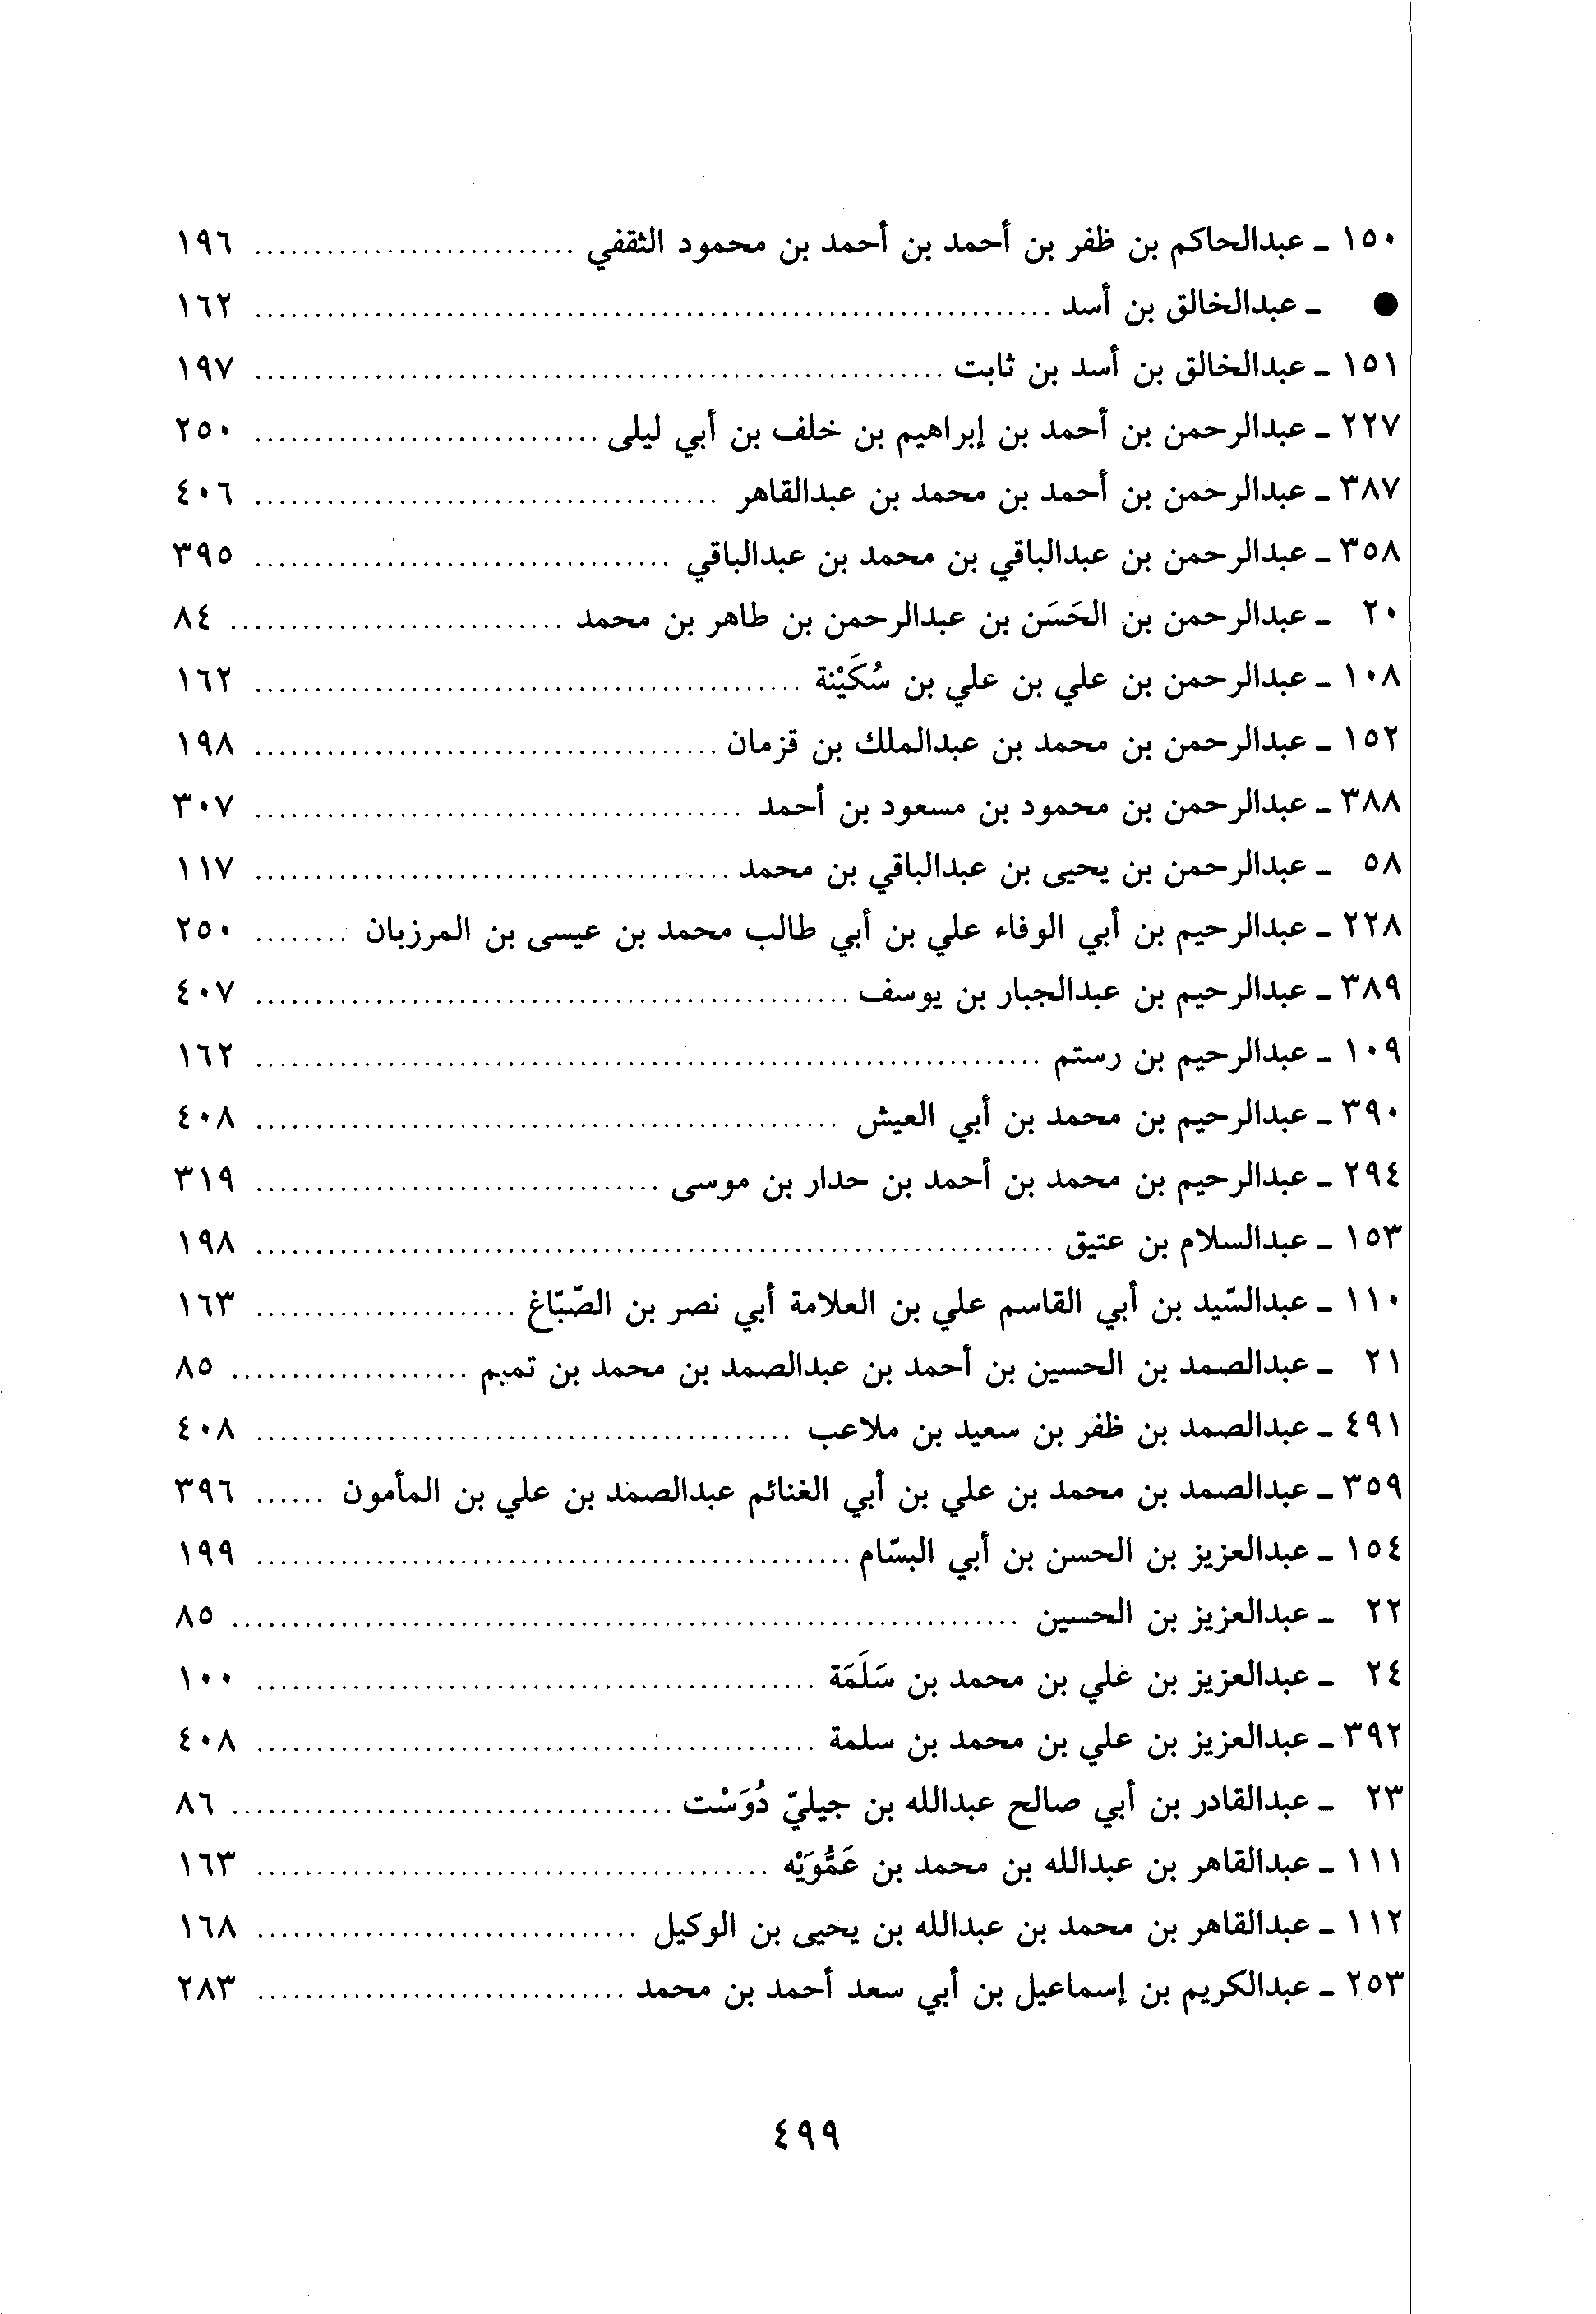 ١٥٠ ـ عبدالحاكم بن ظفر بن أحمد بن أحمد بن محمود الثقفي ........................... ١٩٦
● ـ عبدالخالق بن أسد .................................................................. ١٦٢
١٥١ ـ عبدالخالق بن أسد بن ثابت .......................................................... ١٩٧
٢٢٧ ـ عبدالرحمن بن أحمد بن إبراهيم بن خلف بن أبي ليلى ............................. ٢٥٠
٣٨٧ ـ عبدالرحمن بن أحمد بن محمد بن عبدالقاهر ....................................... ٤٠٦
٣٥٨ ـ عبدالرحمن بن عبدالباقي بن محمد بن عبدالباقي ................................... ٣٩٥
٢٠ ـ عبدالرحمن بن الحَسَن بن عبدالرحمن بن طاهر بن محمد ............................ ٨٤
١٠٨ ـ عبدالرحمن بن علي بن علي بن سُكَيْنة .............................................. ١٦٢
١٥٢ ـ عبدالرحمن بن محمد بن عبدالملك بن قزمان ....................................... ١٩٨
٣٨٨ ـ عبدالرحمن بن محمود بن مسعود بن أحمد ......................................... ٣٠٧
٥٨ ـ عبدالرحمن بن يحيى بن عبدالباقي بن محمد ........................................ ١١٧
٢٢٨ ـ عبدالرحيم بن أبي الوفاء علي بن أبي طالب محمد بن عيسى بن المرزبان ........ ٢٥٠
٣٨٩ ـ عبدالرحيم بن عبدالجبار بن يوسف .................................................. ٤٠٧
١٠٩ ـ عبدالرحيم بن رستم ................................................................. ١٦٢
٣٩٠ ـ عبدالرحيم بن محمد بن أبي العيش ................................................. ٤٠٨
٢٩٤ ـ عبدالرحيم بن محمد بن أحمد بن حدار بن موسى .................................. ٣١٩
١٥٣ ـ عبدالسلام بن عتيق .................................................................. ١٩٨
١١٠ ـ عبدالسّيد بن أبي القاسم علي بن العلامة أبي نصر بن الصّبّاغ ...................... ١٦٣
٢١ ـ عبدالصمد بن الحسين بن أحمد بن عبدالصمد بن محمد بن تميم .................... ٨٥
٤٩١ ـ عبدالصمد بن ظفر بن سعيد بن ملاعب ............................................. ٤٠٨
٣٥٩ ـ عبدالصمد بن محمد بن علي بن أبي الغنائم عبدالصمد بن علي بن المأمون ...... ٣٩٦
١٥٤ ـ عبدالعزيز بن الحسن بن أبي البسّام .................................................. ١٩٩
٢٢ ـ عبدالعزيز بن الحسين ................................................................. ٨٥
٢٤ ـ عبدالعزيز بن علي بن محمد بن سَلَمَة ............................................... ١٠٠
٣٩٢ ـ عبدالعزيز بن علي بن محمد بن سلمة ............................................... ٤٠٨
٢٣ ـ عبدالقادر بن أبي صالح عبدالله بن جيليّ دُوَسْت ..................................... ٨٦
١١١ ـ عبدالقاهر بن عبدالله بن محمد بن عَمُّوَيْه ........................................... ١٦٣
١١٢ ـ عبدالقاهر بن محمد بن عبدالله بن يحيى بن الوكيل ................................ ١٦٨
٢٥٣ ـ عبدالكريم بن إسماعيل بن أبي سعد أحمد بن محمد ............................... ٢٨٣
٤٩٩